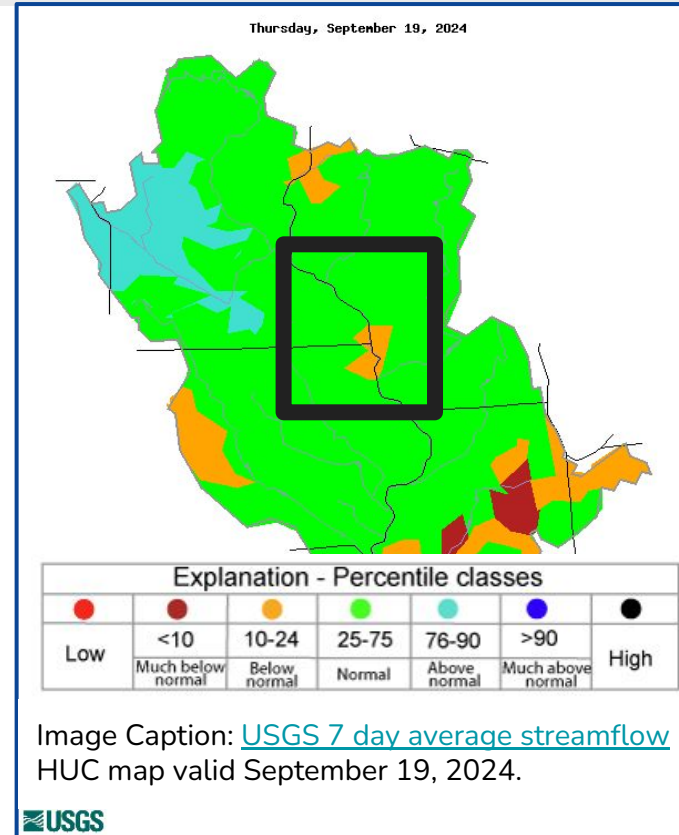 Thursday, September 19, 2024
Explanation - Percentile classes
Low
<10
10-24
25-75
76-90
>90
High
Much below normal
Below normal
Normal
Above normal
Much above normal
Image Caption: USGS 7 day average streamflow
HUC map valid September 19, 2024.
USGS